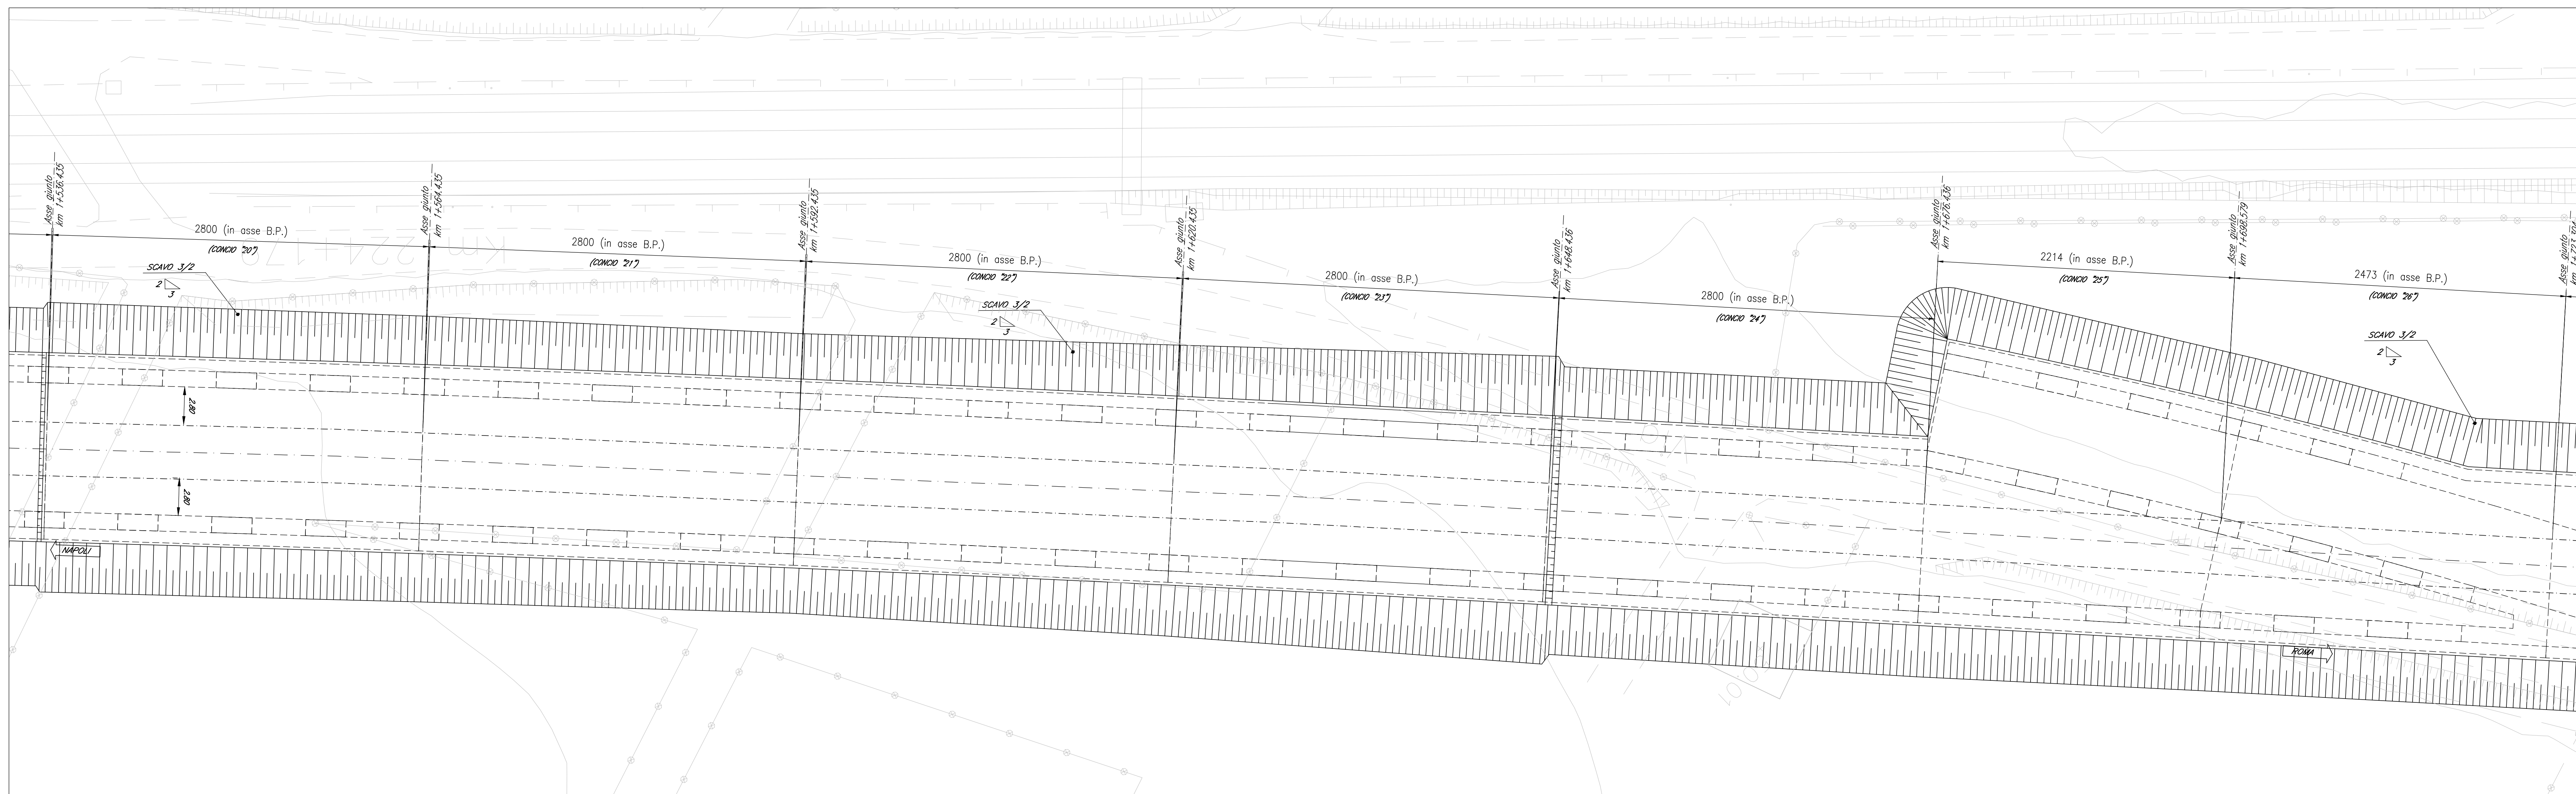 Asse giunto
km 1+536.435
Asse giunto
km 1+564.435
Asse giunto
km 1+592.435
Asse giunto
km 1+620.435
Asse giunto
km 1+648.436
Asse giunto
km 1+676.436
Asse giunto
km 1+698.579
Asse giunto
2800 (in asse B.P.)
(CONCIO "20")
2800 (in asse B.P.)
(CONCIO "21")
2800 (in asse B.P.)
(CONCIO "22")
2800 (in asse B.P.)
(CONCIO "23")
2800 (in asse B.P.)
(CONCIO "24")
2214 (in asse B.P.)
(CONCIO "25")
2473 (in asse B.P.)
(CONCIO "26")
SCAVO 3/2
2
3
SCAVO 3/2
2
3
SCAVO 3/2
2
3
280
280
NAPOLI
ROMA